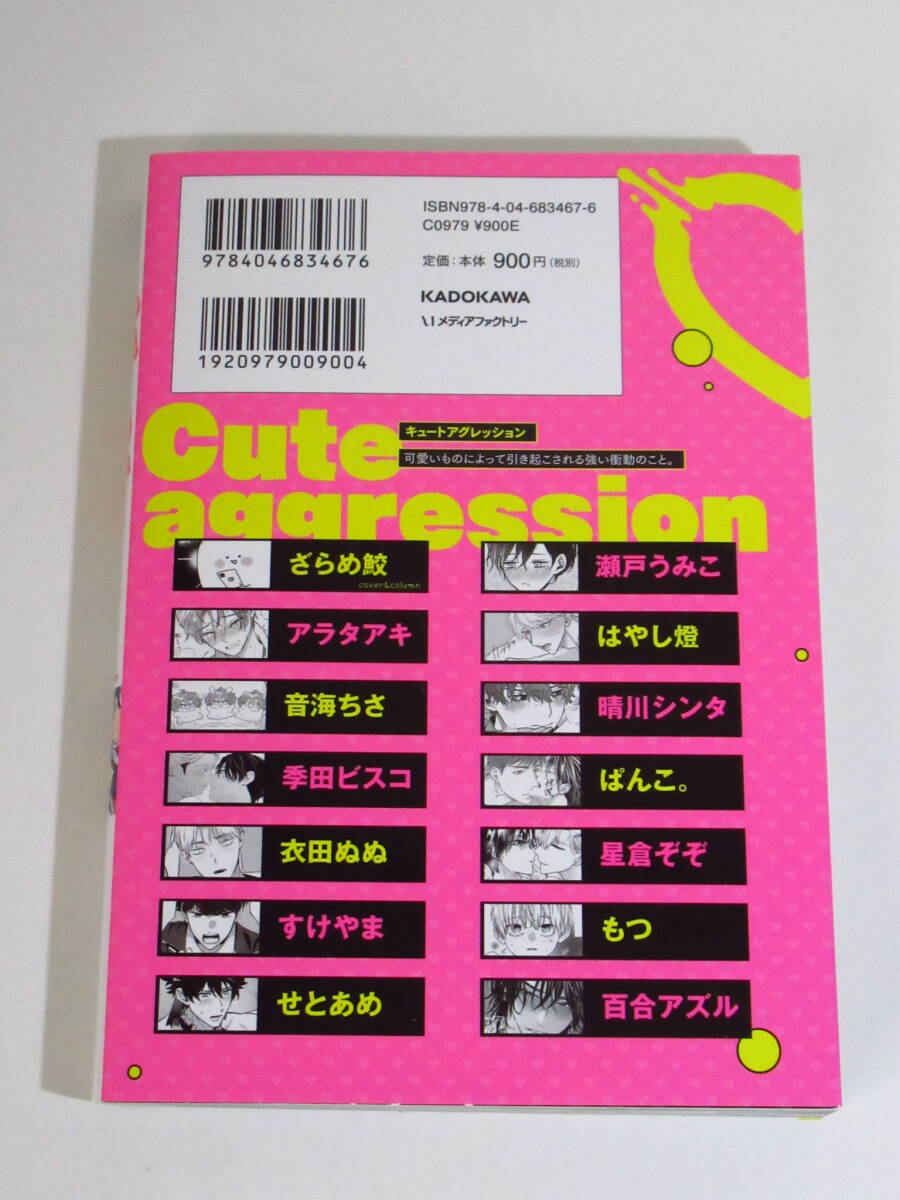 ISBN978-4-04-683467-6
C0979 ¥900E
9784046834676
定価:本体 900円(税別)
KADOKAWA
メディアファクトリー
1920979009004
Cute
キュートアグレッション
可愛いものによって引き起こされる強い衝動のこと。
aggression
ざらめ鮫
cover&column
アラタアキ
音海ちさ
季田ビスコ
衣田ぬぬ
すけやま
せとあめ
瀬戸うみこ
はやし燈
晴川シンタ
ぱんこ。
星倉ぞぞ
もつ
百合アズル